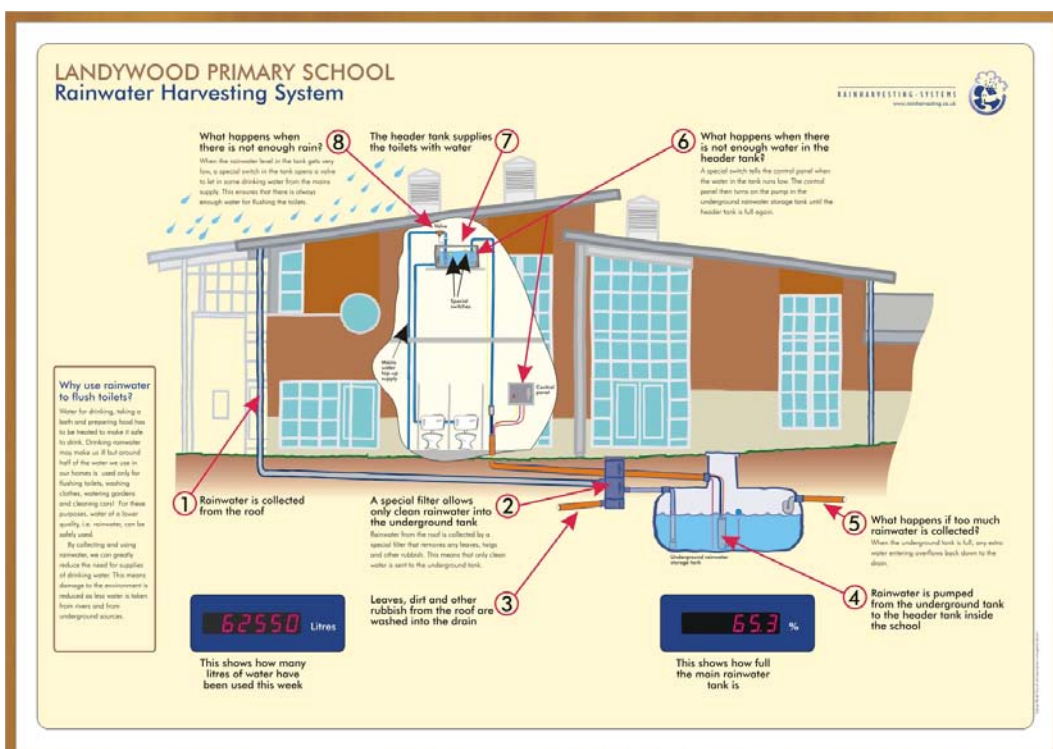 LANDYWOOD PRIMARY SCHOOL
Rainwater Harvesting System
RAINHARVESTING-SYSTEMS
www.rainharvesting.co.uk
What happens when
there is not enough rain?
8
When the rainwater level in the tank gets very
low, a special switch in the tank opens a valve
to let in some drinking water from the mains
supply. This ensures that there is always
enough water for flushing the toilets.
The header tank supplies
the toilets with water
7
6
What happens when there
is not enough water in the
header tank?
A special switch tells the control panel when
the water in the tank runs low. The control
panel then turns on the pump in the
underground rainwater storage tank until the
header tank is full again.
Valve
Special
switches
Mains
water
top up
supply
Control
panel
Why use rainwater
to flush toilets?
Water for drinking, taking a
bath and preparing food has
to be treated to make it safe
to drink. Drinking rainwater
may make us ill but around
half of the water we use in
our homes is used only for
flushing toilets, washing
clothes, watering gardens
and cleaning cars! For these
purposes, water of a lower
quality, i.e. rainwater, can be
safely used.
By collecting and using
rainwater, we can greatly
reduce the need for supplies
of drinking water. This means
damage to the environment is
reduced as less water is taken
from rivers and from
underground sources.
1
Rainwater is collected
from the roof
A special filter allows
only clean rainwater into
the underground tank
2
Rainwater from the roof is collected by a
special filter that removes any leaves, twigs
and other rubbish. This means that only clean
water is sent to the underground tank.
Leaves, dirt and other
rubbish from the roof are
washed into the drain
3
Underground rainwater
storage tank
5
What happens if too much
rainwater is collected?
When the underground tank is full, any extra
water entering overflows back down to the
drain.
4
Rainwater is pumped
from the underground tank
to the header tank inside
the school
62550 Litres
This shows how many
litres of water have
been used this week
65.3 %
This shows how full
the main rainwater
tank is